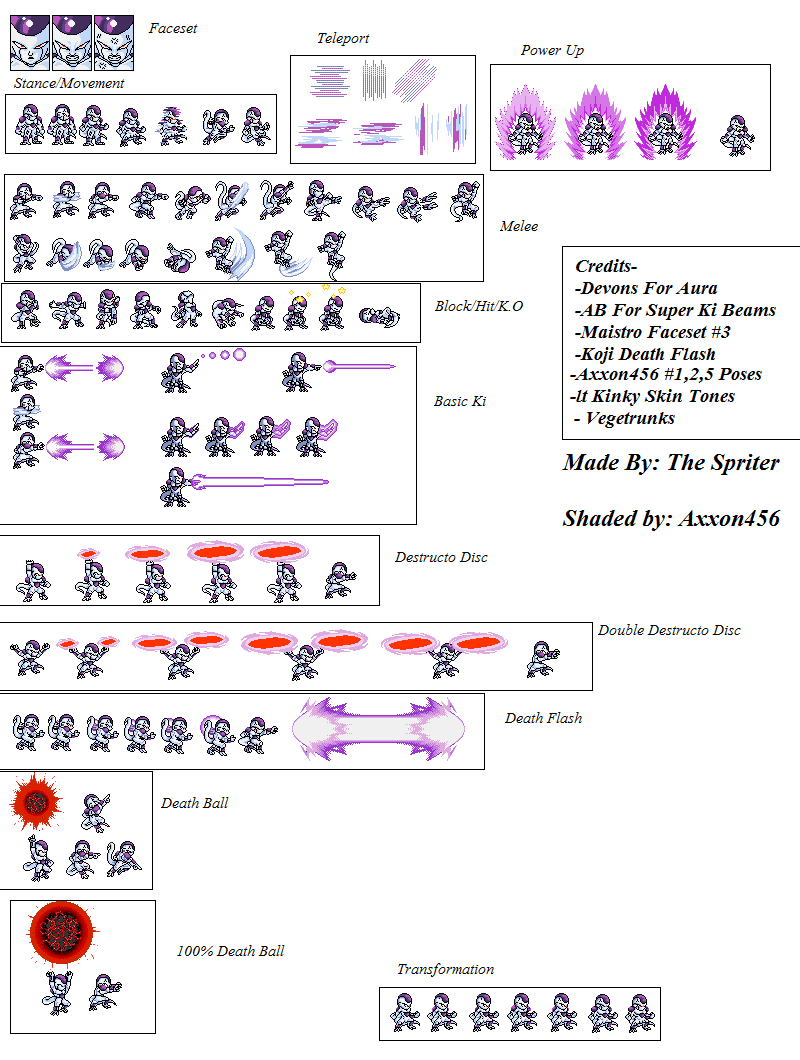 Faceset
Teleport
Power Up
Stance/Movement
Melee
Credits-
-Devons For Aura
-AB For Super Ki Beams
-Maistro Faceset #3
-Koji Death Flash
-Axxon456 #1,2,5 Poses
-lt Kinky Skin Tones
- Vegetrunks
Block/Hit/K.O
Basic Ki
Made By: The Spriter
Shaded by: Axxon456
Destructo Disc
Double Destructo Disc
Death Flash
Death Ball
100% Death Ball
Transformation